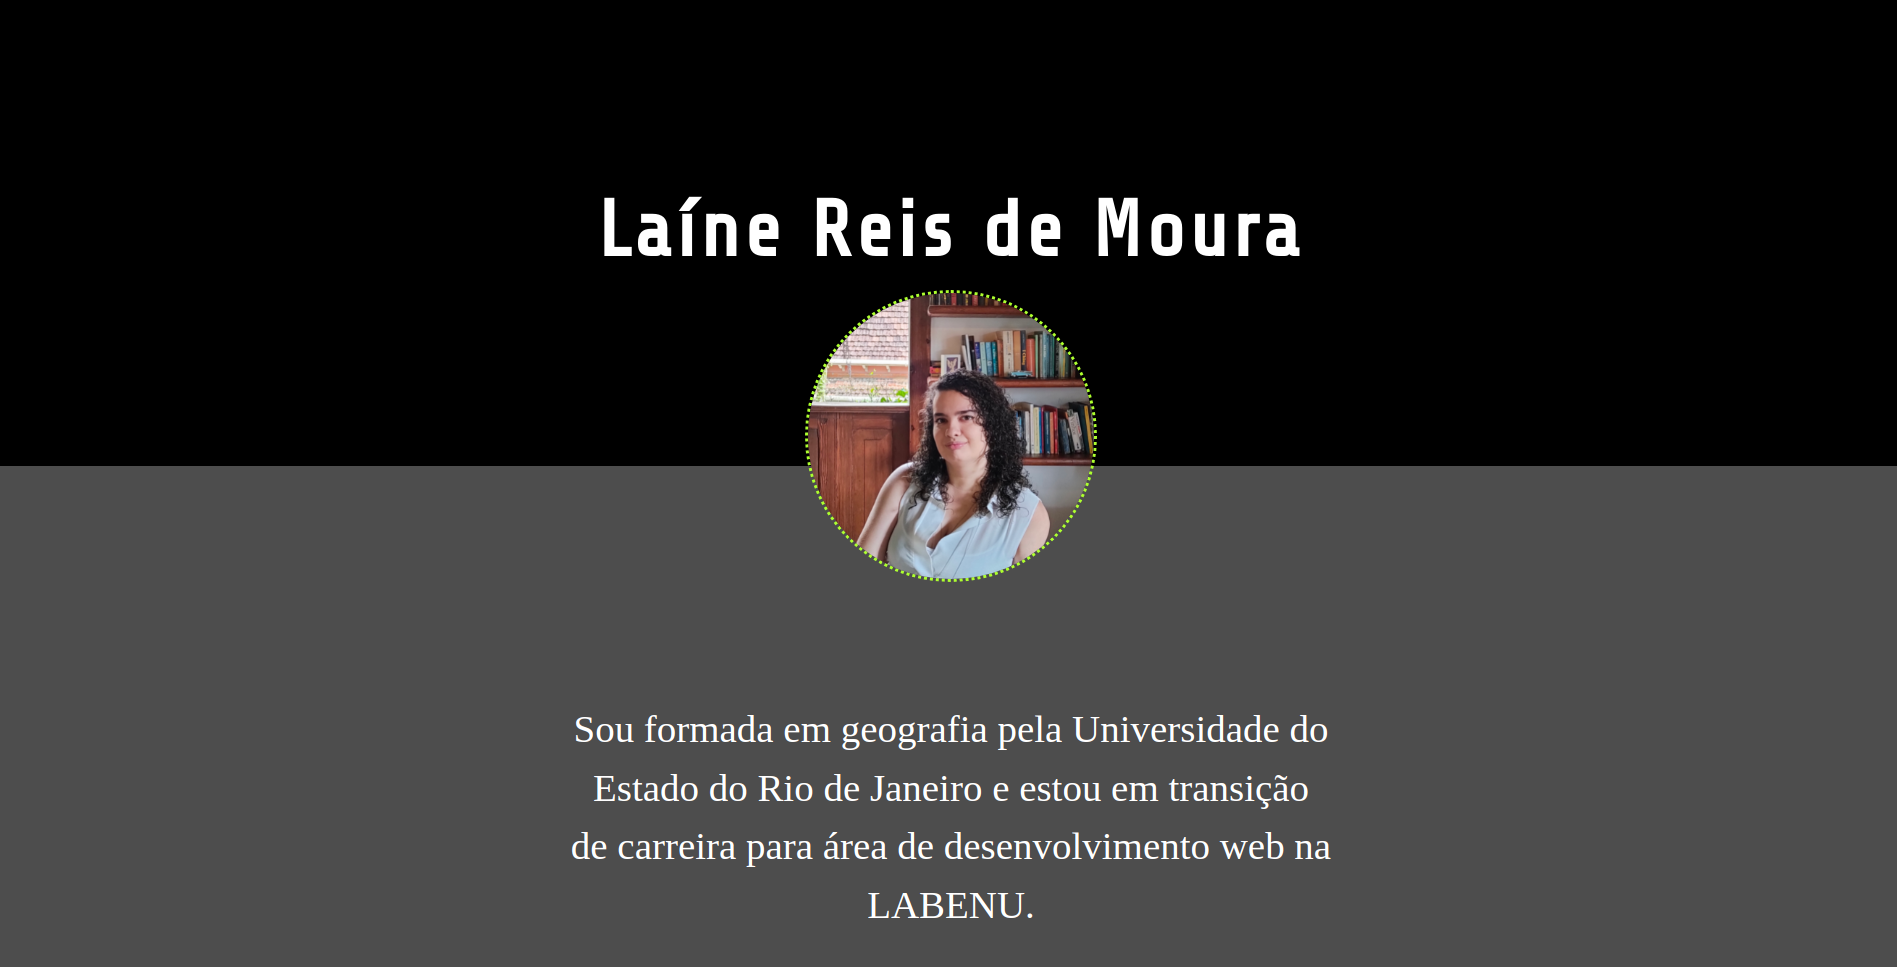 Laíne Reis de Moura
Sou formada em geografia pela Universidade do
Estado do Rio de Janeiro e estou em transição
de carreira para área de desenvolvimento web na
LABENU.